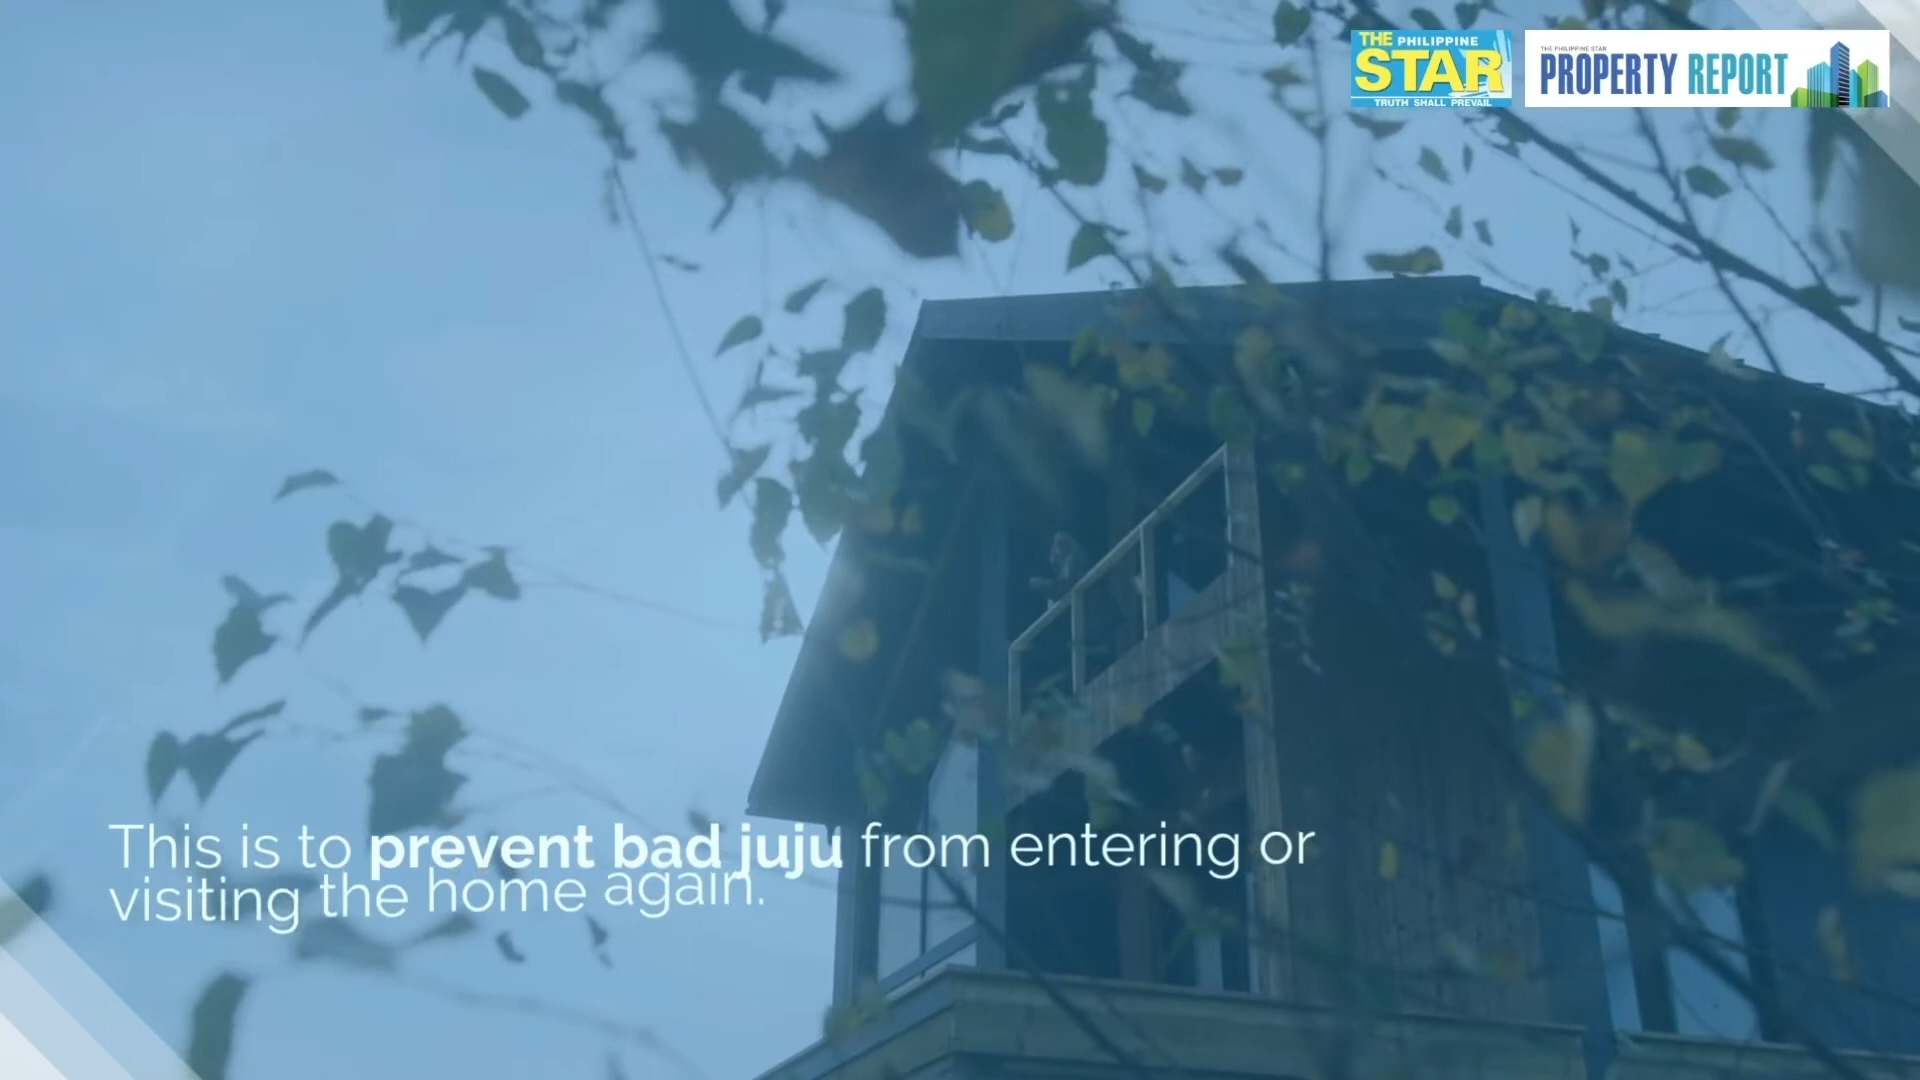 THE PHILIPPINE
STAR
TRUTH SHALL PREVAIL
THE PHILIPPINE STAR
PROPERTY REPORT
This is to prevent bad juju from entering or
visiting the home again.